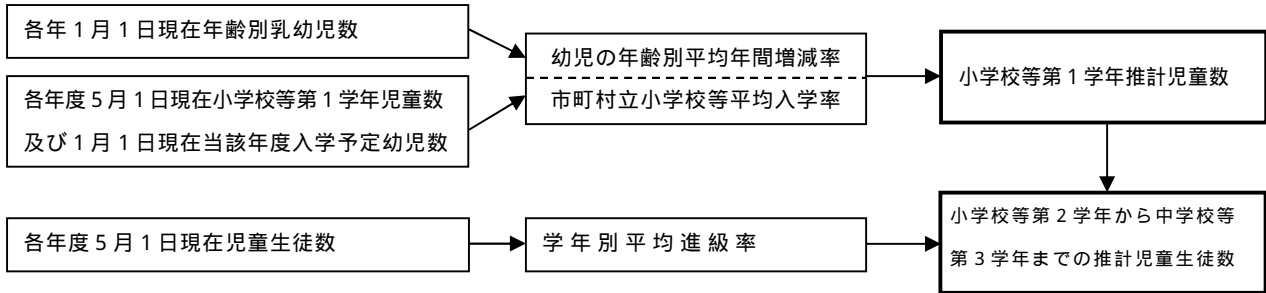 各年1月1日現在年齢別乳幼児数
各年度5月1日現在小学校等第1学年児童数
及び1月1日現在当該年度入学予定幼児数
幼児の年齢別平均年間増減率
市町村立小学校等平均入学率
小学校等第1学年推計児童数
各年度5月1日現在児童生徒数
学年別平均進級率
小学校等第2学年から中学校等
第3学年までの推計児童生徒数